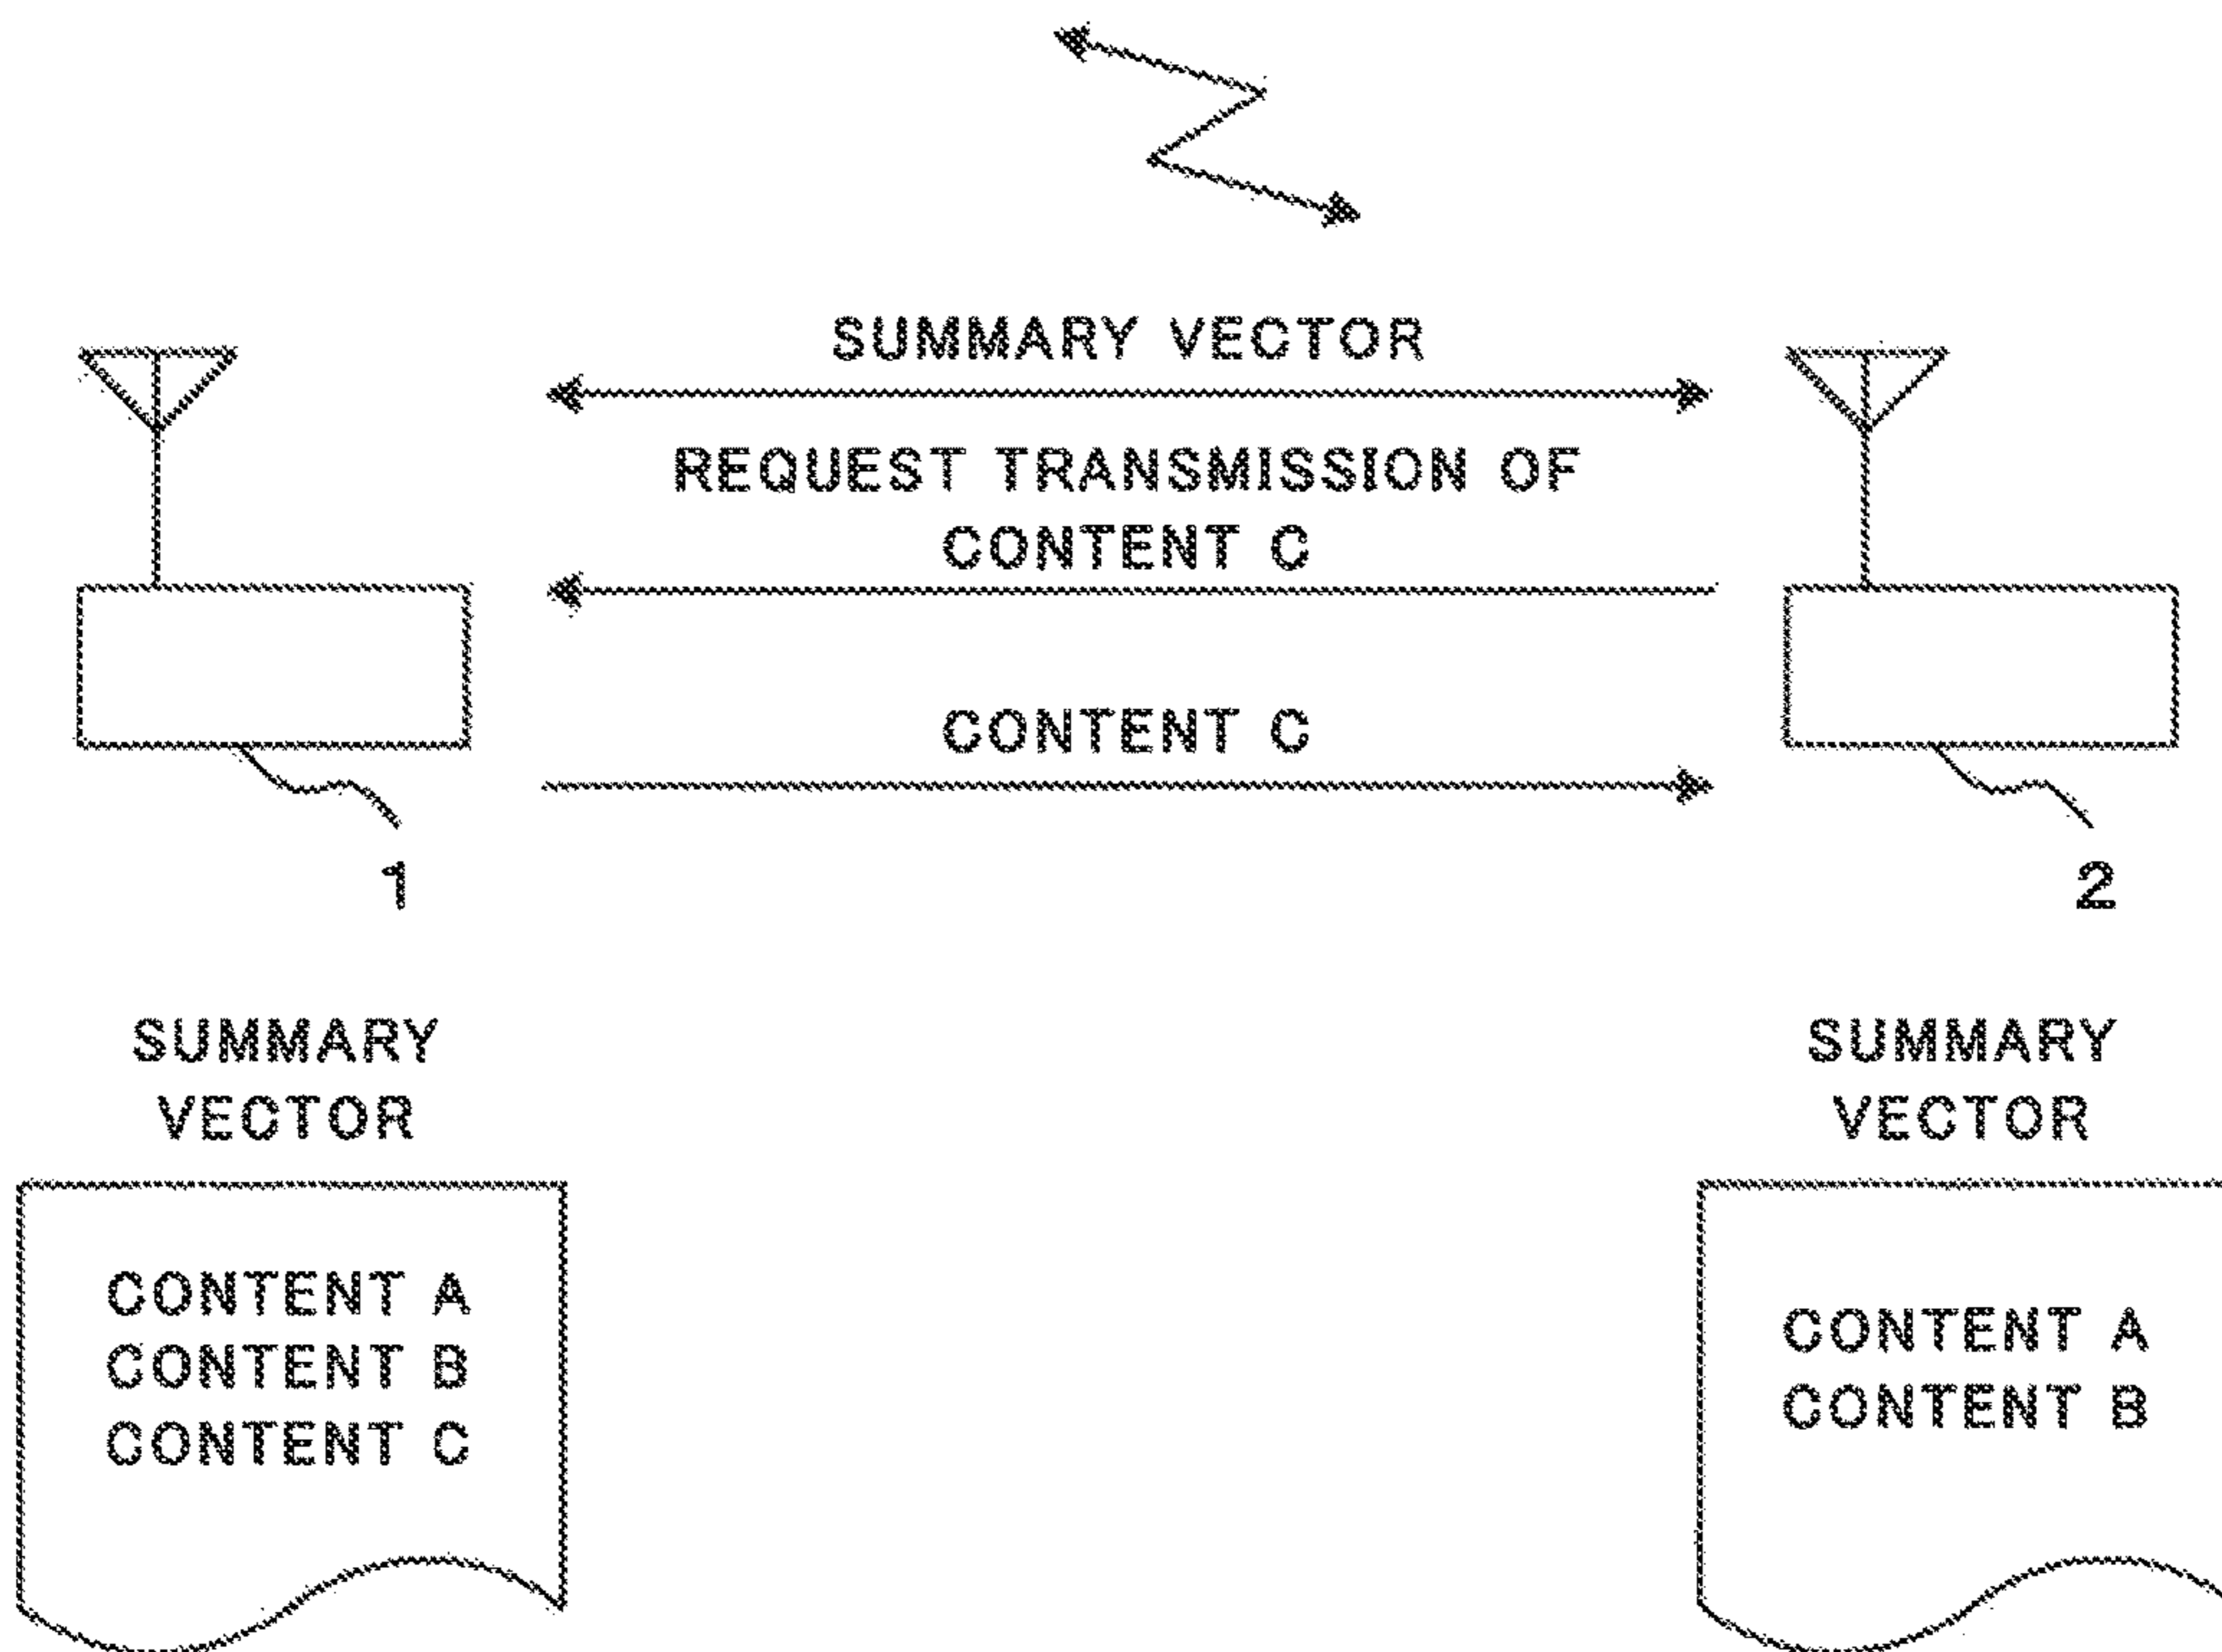 SUMMARY VECTOR
REQUEST TRANSMISSION OF
CONTENT C
CONTENT C
1
2
SUMMARY
VECTOR
CONTENT A
CONTENT B
CONTENT C
SUMMARY
VECTOR
CONTENT A
CONTENT B